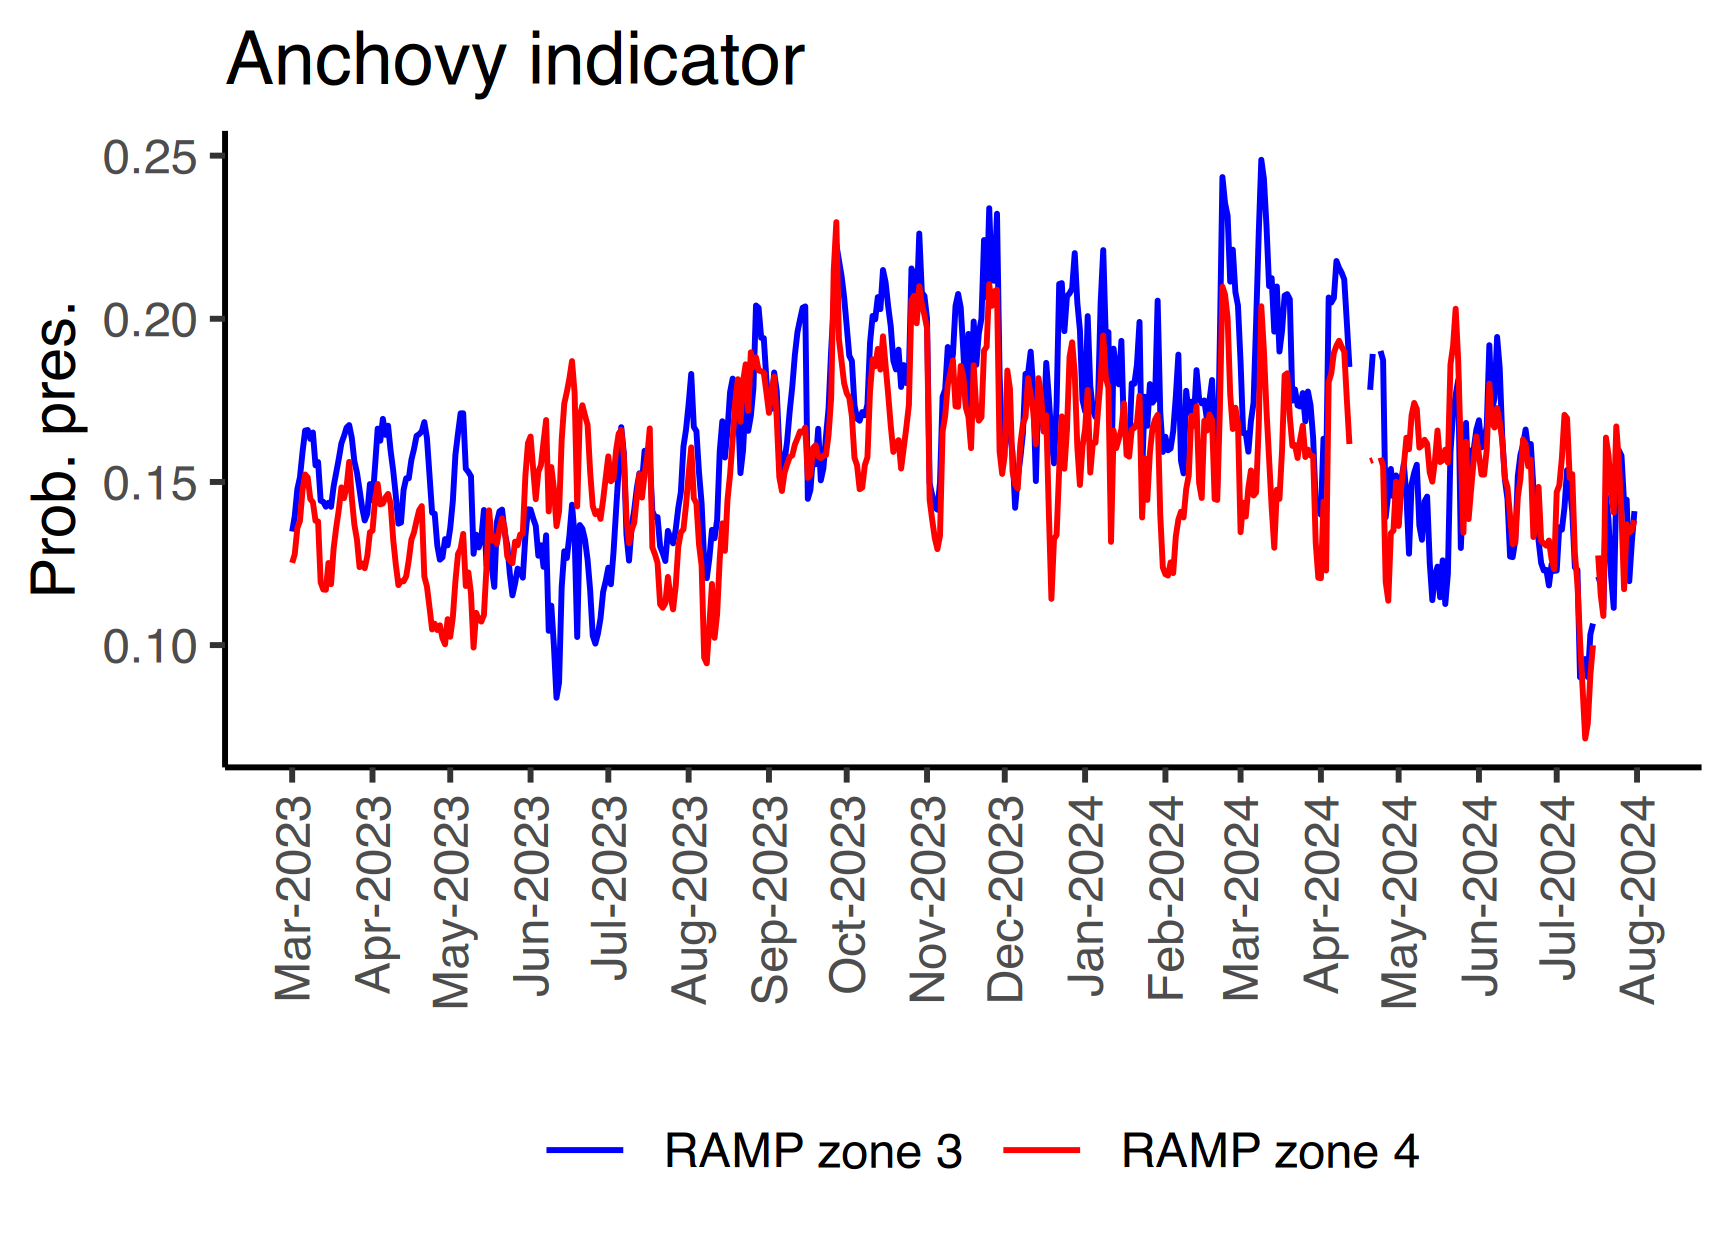 Anchovy indicator
Prob. pres.
0.25
0.20
0.15
0.10
Mar-2023
Apr-2023
May-2023
Jun-2023
Jul-2023
Aug-2023
Sep-2023
Oct-2023
Nov-2023
Dec-2023
Jan-2024
Feb-2024
Mar-2024
Apr-2024
May-2024
Jun-2024
Jul-2024
Aug-2024
RAMP zone 3
RAMP zone 4